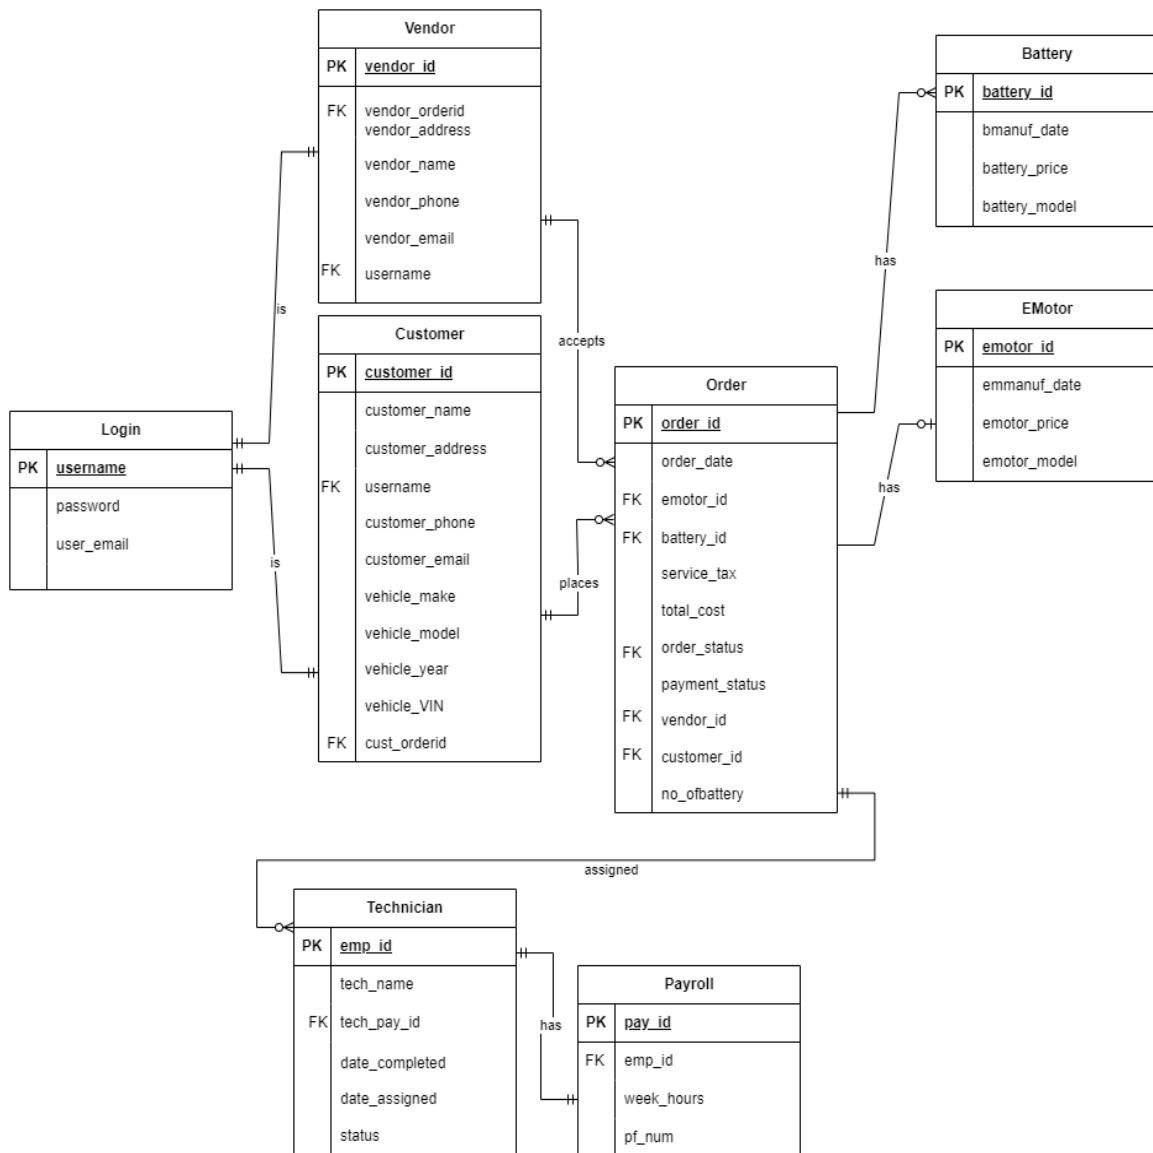 Vendor
PK vendor_id
FK vendor_orderid
vendor_address
vendor_name
vendor_phone
vendor_email
FK username
Customer
PK customer_id
customer_name
customer_address
FK username
customer_phone
customer_email
vehicle_make
vehicle_model
vehicle_year
vehicle_VIN
FK cust_orderid
Login
PK username
password
user_email
is
is
accepts
places
Order
PK order_id
order_date
FK emotor_id
FK battery_id
service_tax
total_cost
FK order_status
payment_status
FK vendor_id
FK customer_id
no_ofbattery
has
has
Battery
PK battery_id
bmanuf_date
battery_price
battery_model
EMotor
PK emotor_id
emmanuf_date
emotor_price
emotor_model
assigned
Technician
PK emp_id
tech_name
FK tech_pay_id
date_completed
date_assigned
status
has
Payroll
PK pay_id
FK emp_id
week_hours
pf_num